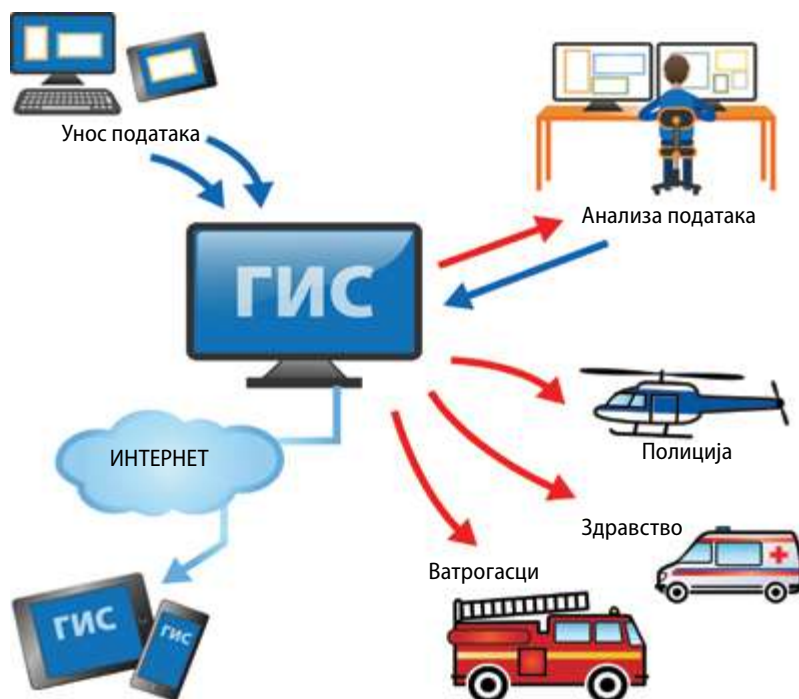 Унос података
Анализа података
ГИС
Полиција
ИНТЕРНЕТ
Здравство
Ватрогасци
ГИС
ГИС